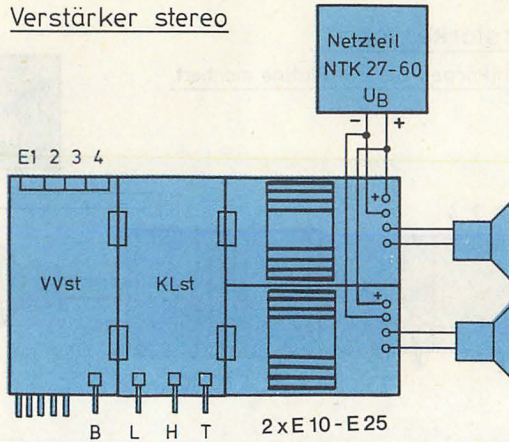 Verstärker stereo
Netzteil
NTK 27-60
UB
- +
E1 2 3 4
+
VVst KLst
+
B L H T
2xE10-E25